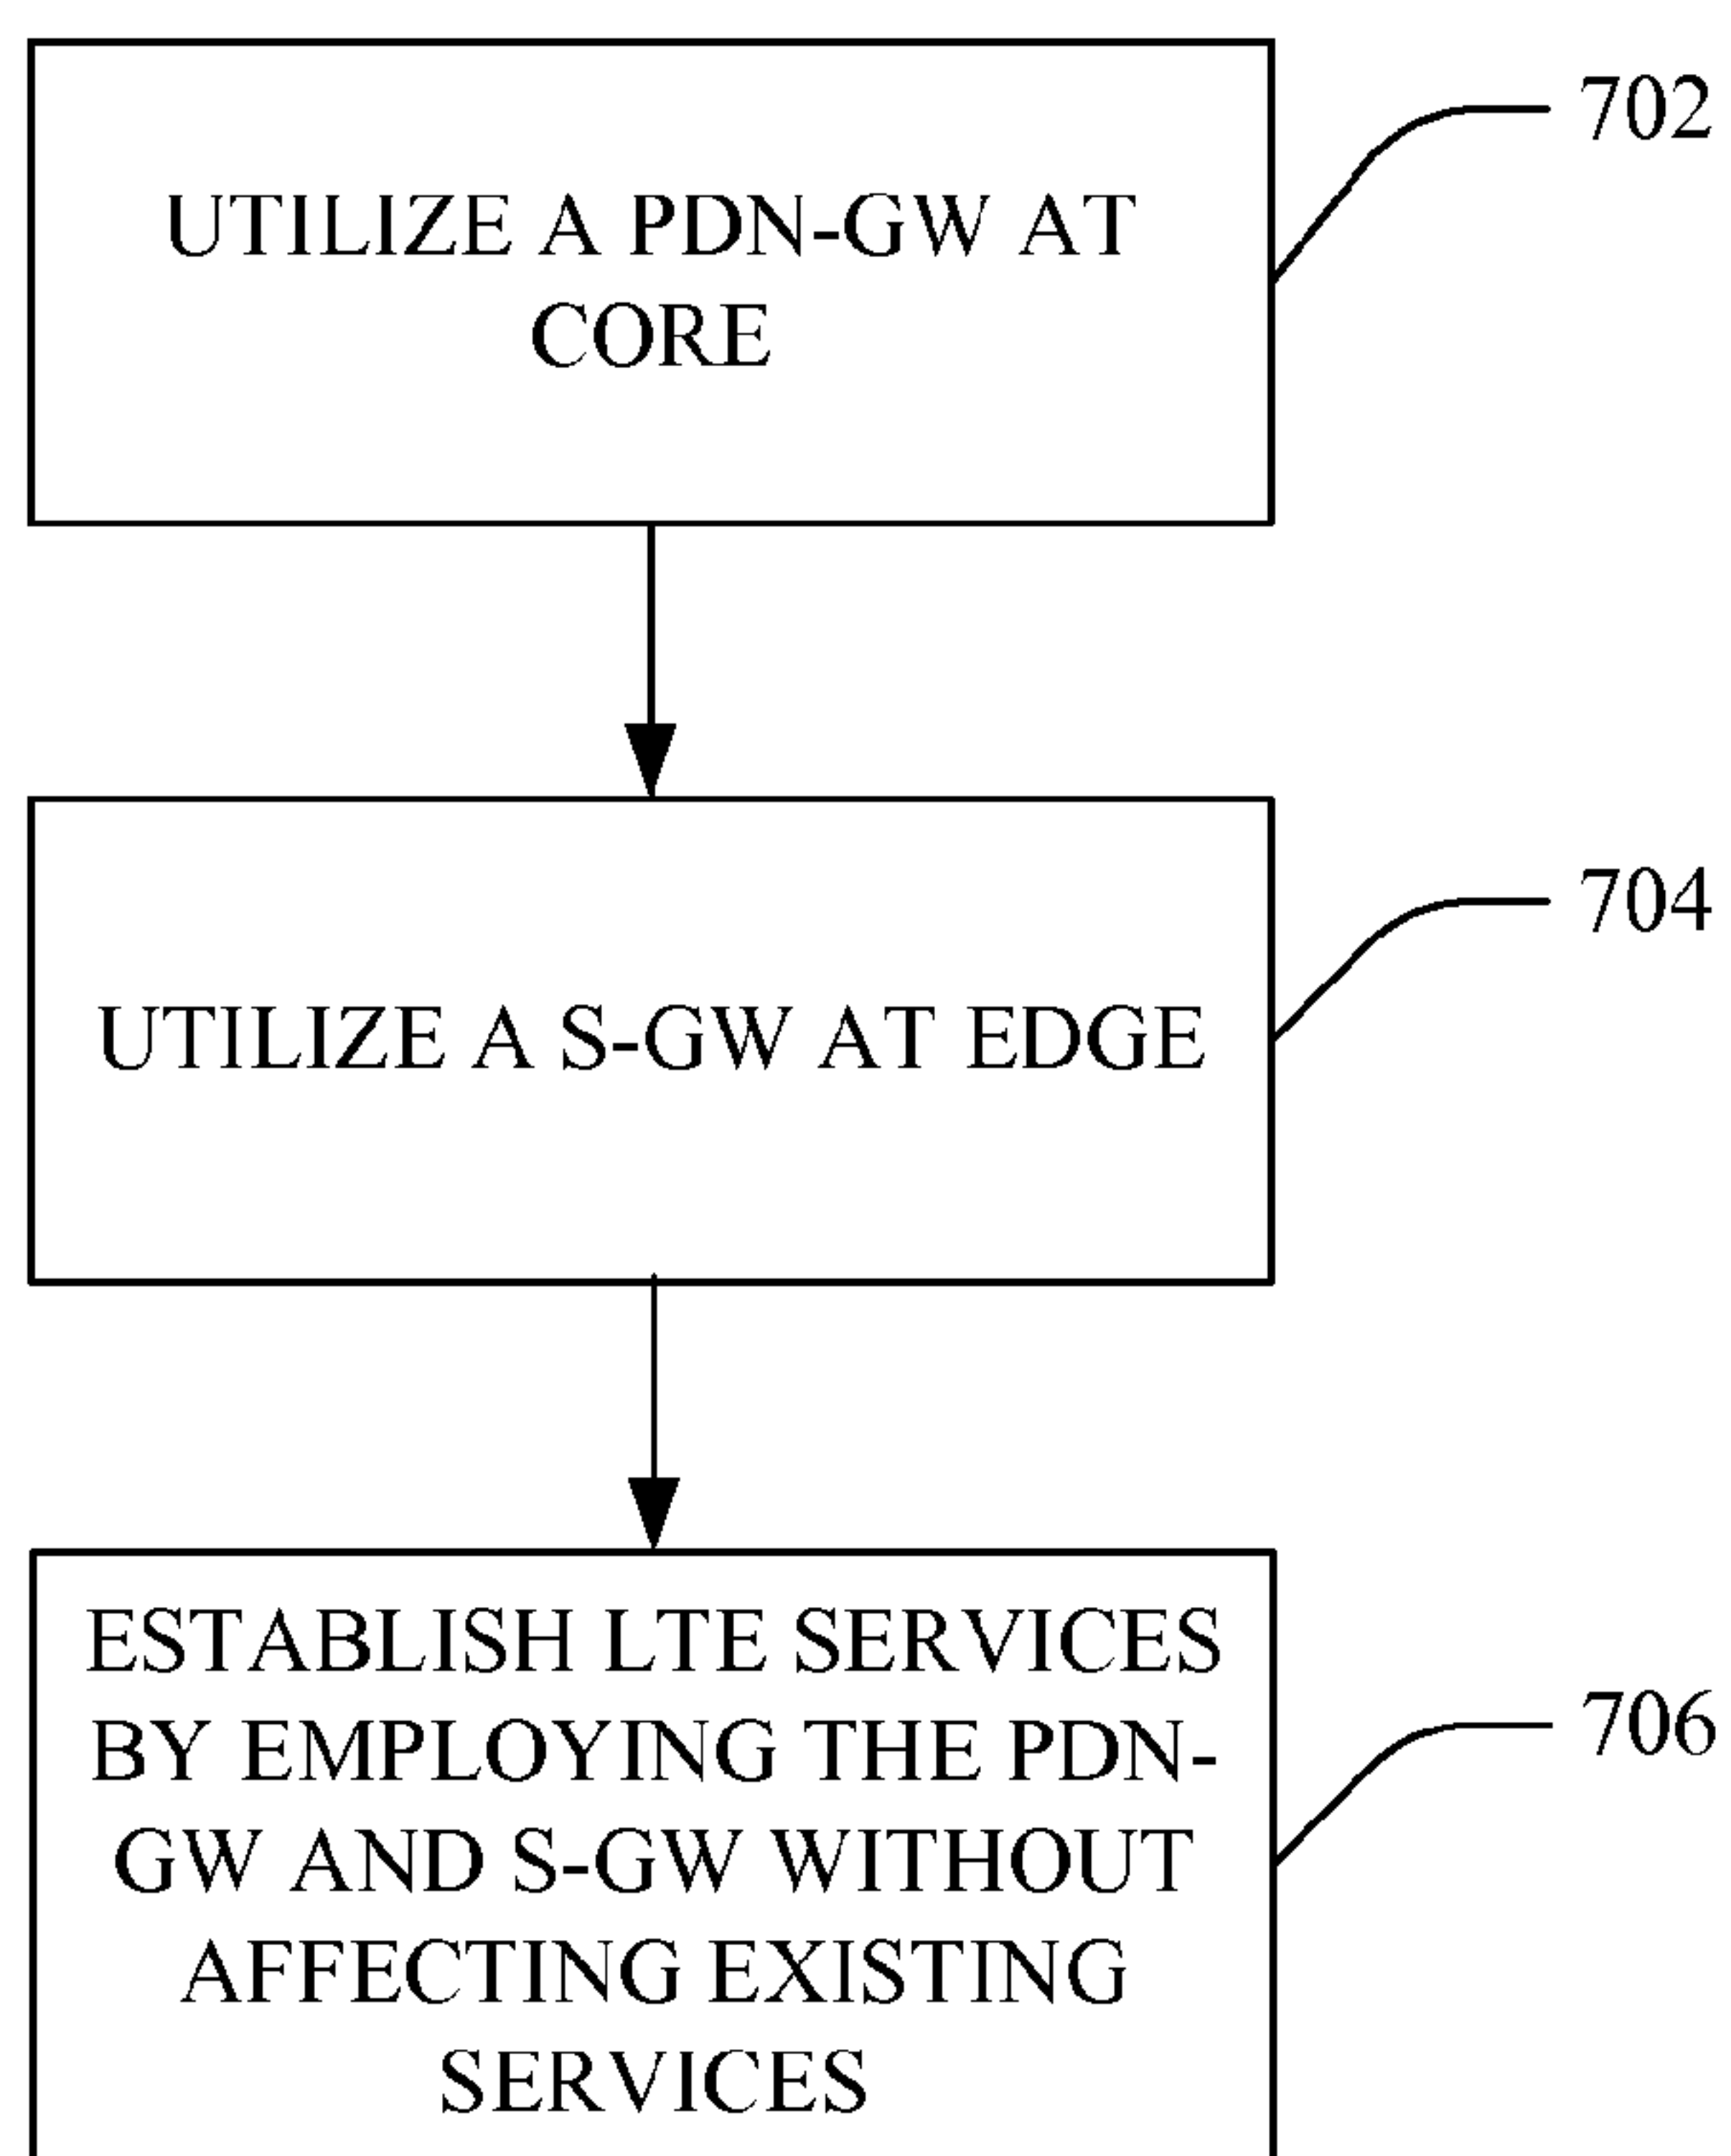 702
UTILIZE A PDN-GW AT
CORE
704
UTILIZE A S-GW AT EDGE
ESTABLISH LTE SERVICES
BY EMPLOYING THE PDN-
706
GW AND S-GW WITHOUT
AFFECTING EXISTING
SERVICES